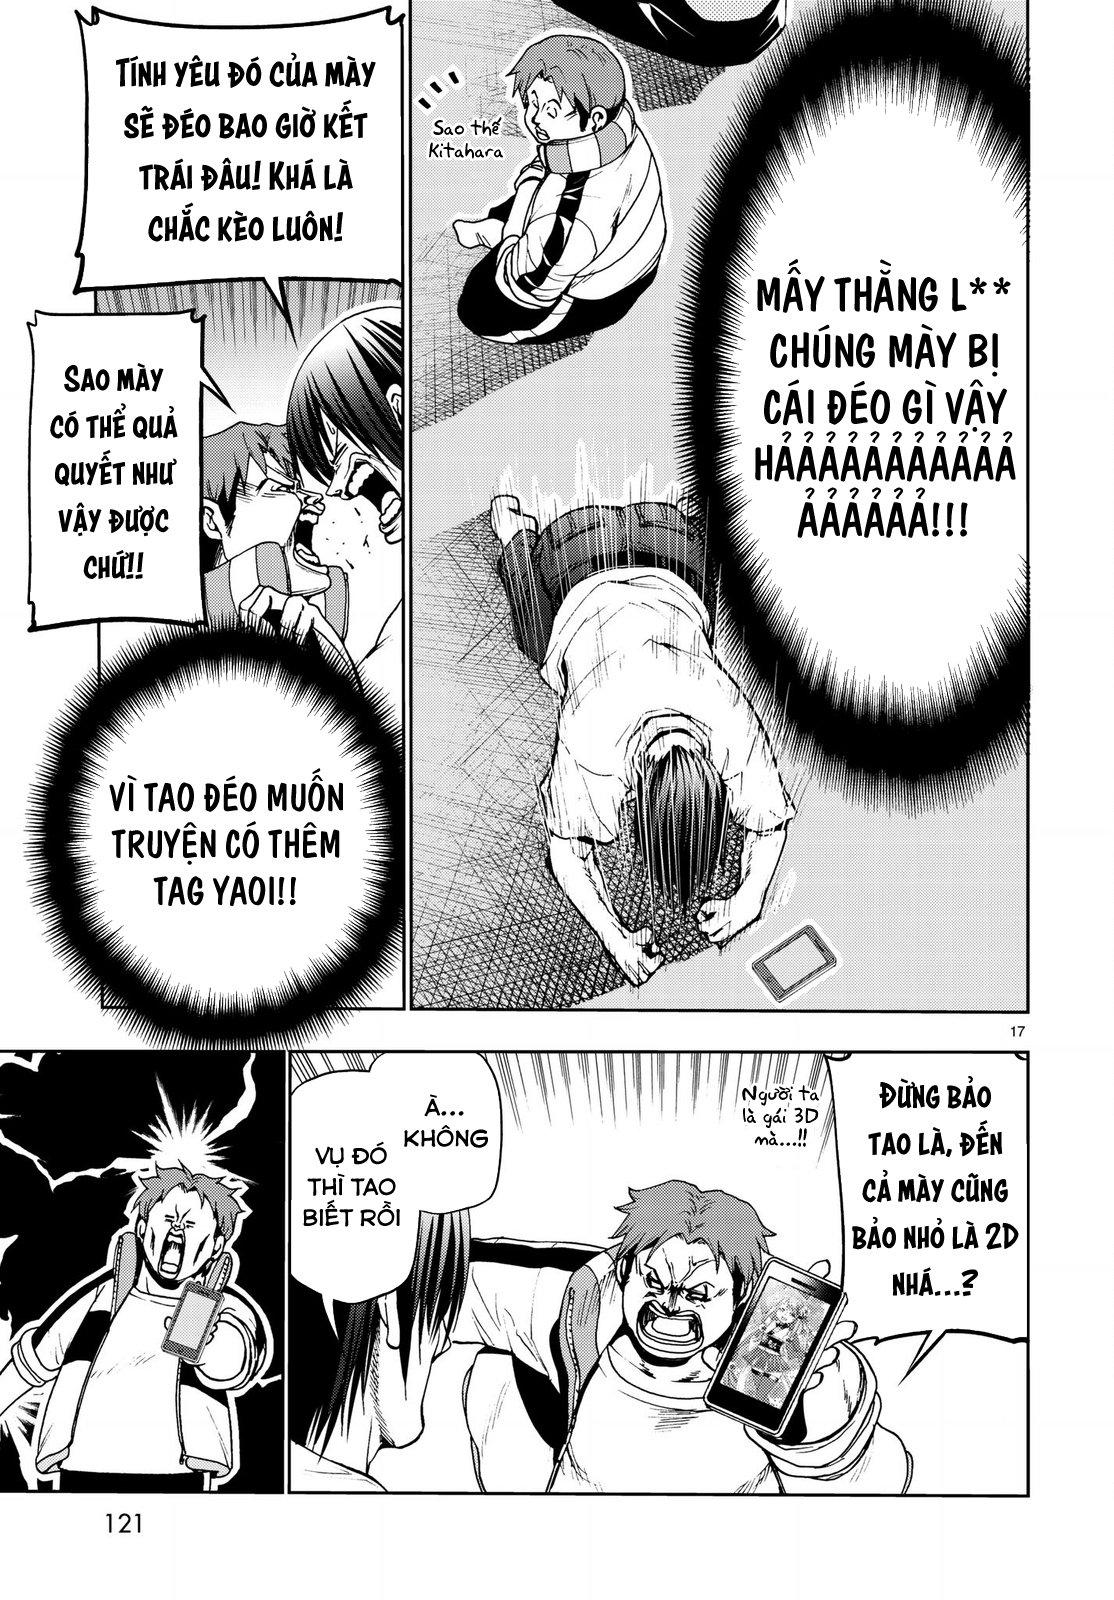 MẤY THẰNG L**
CHÚNG MÀY BỊ
CÁI ĐÉO GÌ VẬY
HẢẢẢẢẢẢẢẢẢẢẢ
ẢẢẢẢẢẢ!!!
Sao thế
Kitahara
TÍNH YÊU ĐÓ CỦA MÀY
SẼ ĐÉO BAO GIỜ KẾT
TRÁI ĐÂU! KHÁ LÀ
CHẮC KÈO LUÔN!
SAO MÀY
CÓ THỂ QUẢ
QUYẾT NHƯ
VẬY ĐƯỢC
CHỨ!!
VÌ TAO ĐÉO MUỐN
TRUYỆN CÓ THÊM
TAG YAOI!!
17
ĐỪNG BẢO
TAO LÀ, ĐẾN
CẢ MÀY CŨNG
BẢO NHỎ LÀ 2D
NHÁ...?
Người ta
là gái 3D
mà...!!
À...
KHÔNG
VỤ ĐÓ
THÌ TAO
BIẾT RỒI
121